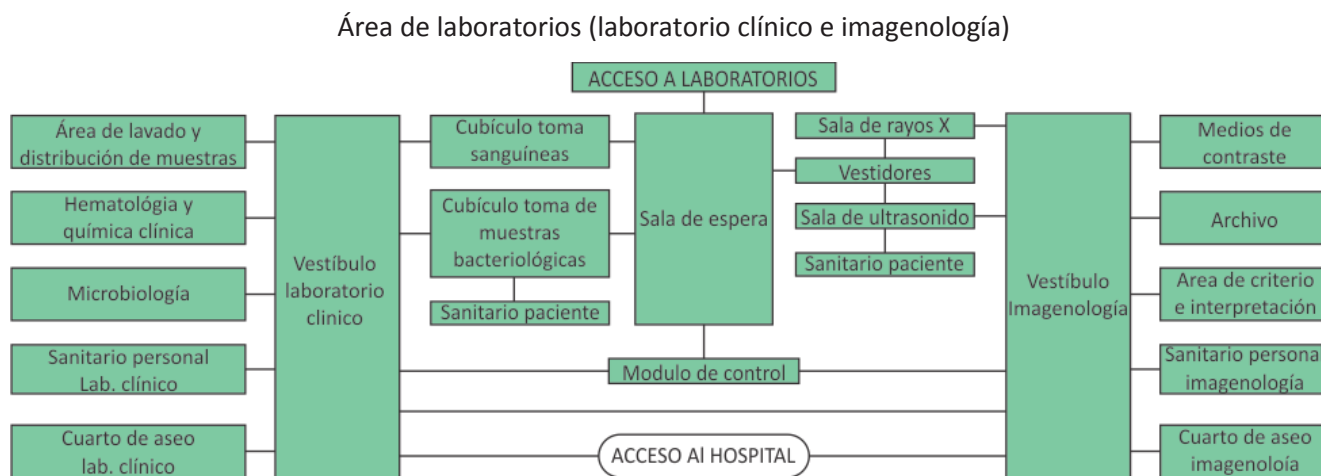 Área de laboratorios (laboratorio clínico e imagenología)
ACCESO A LABORATORIOS
Área de lavado y
distribución de muestras
Hematológia y
química clínica
Microbiología
Sanitario personal
Lab. clínico
Cuarto de aseo
lab. clínico
Vestíbulo
laboratorio
clinico
Cubículo toma
sanguíneas
Cubículo toma de
muestras
bacteriológicas
Sanitario paciente
Sala de espera
Modulo de control
ACCESO Al HOSPITAL
Sala de rayos X
Vestidores
Sala de ultrasonido
Sanitario paciente
Vestíbulo
Imagenología
Medios de
contraste
Archivo
Area de criterio
e interpretación
Sanitario persona
imagenología
Cuarto de aseo
imagenoloía